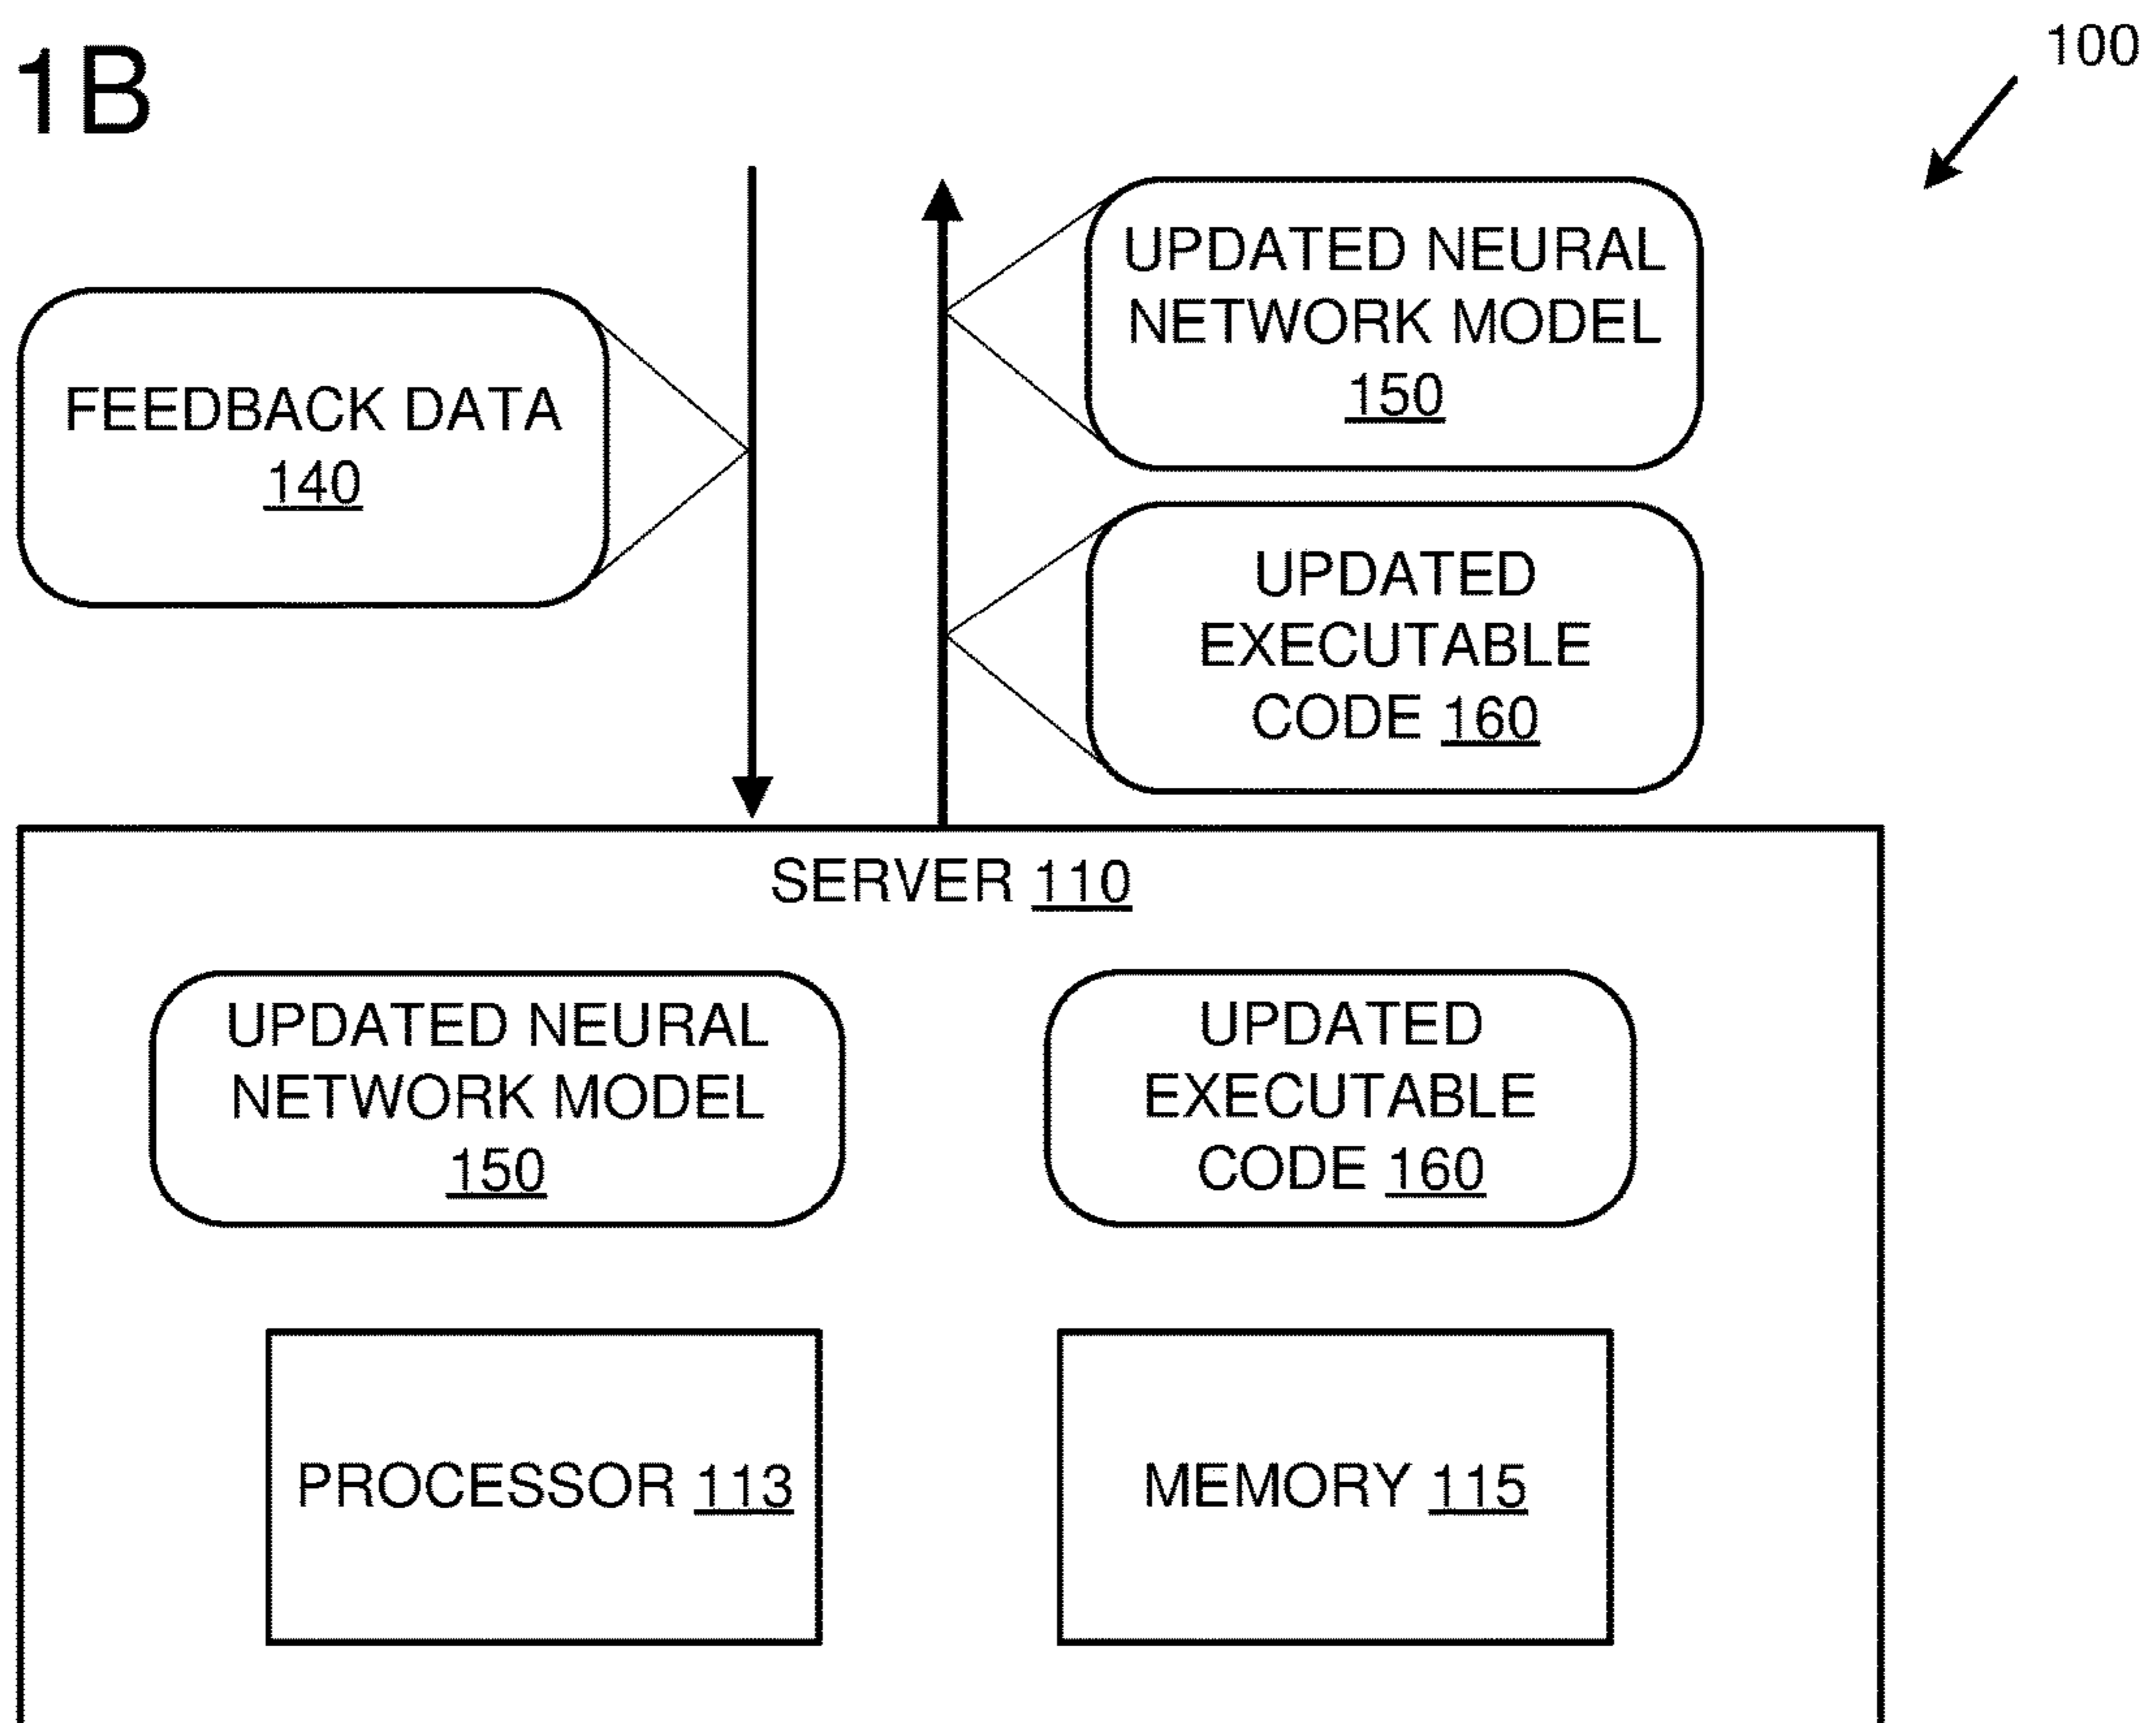 1B
100
UPDATED NEURAL
NETWORK MODEL
150
FEEDBACK DATA
140
UPDATED
EXECUTABLE
CODE 160
SERVER 110
UPDATED NEURAL
NETWORK MODEL
150
UPDATED
EXECUTABLE
CODE 160
PROCESSOR 113
MEMORY 115